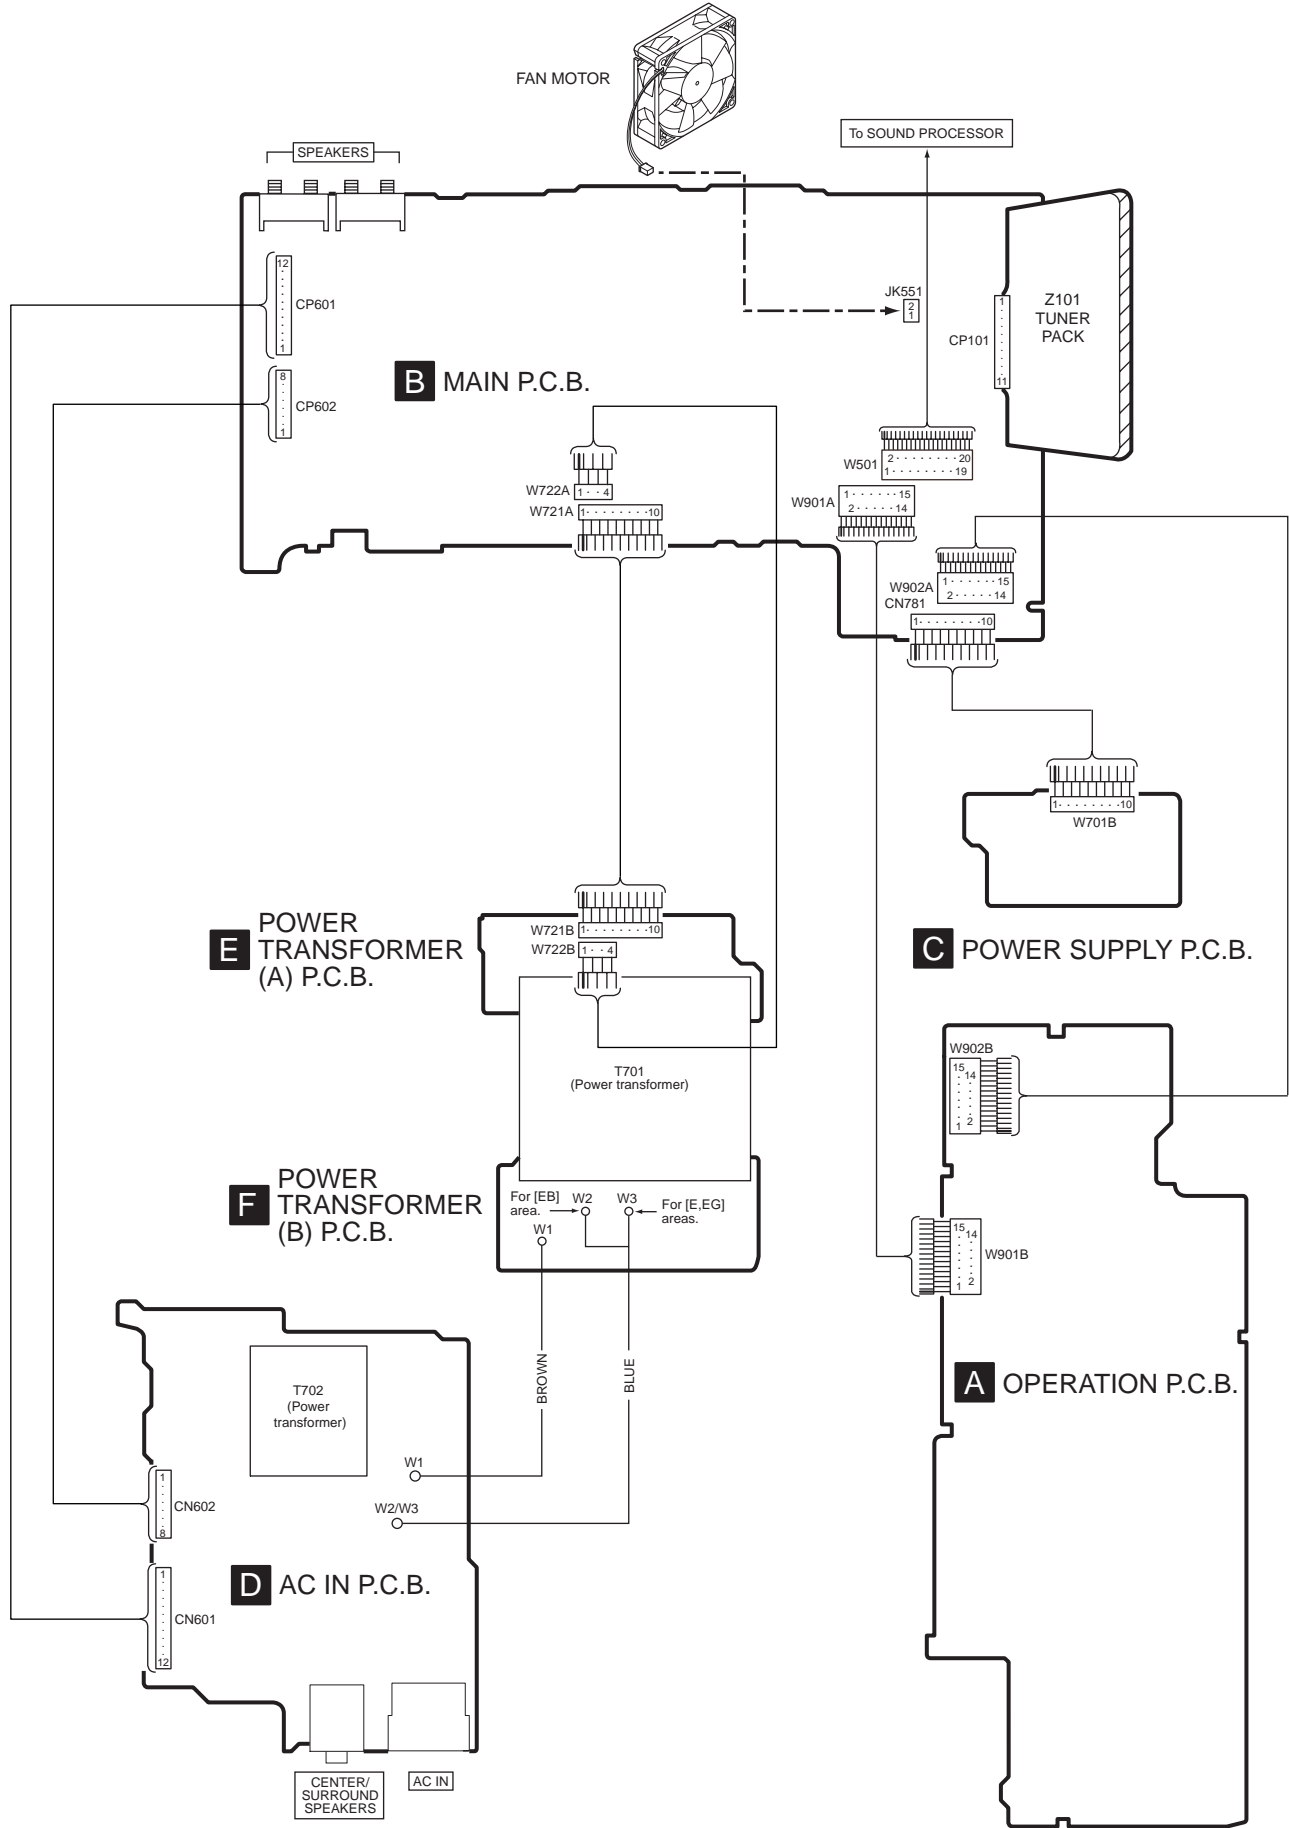 FAN MOTOR
To SOUND PROCESSOR
SPEAKERS
12
CP601
1
8
CP602
1
B MAIN P.C.B.
JK551
2
1
CP101
1
11
Z101
TUNER
PACK
W501
2 · · · · · · · · 20
1 · · · · · · · · 19
W722A
1 · · 4
W721A
1 · · · · · · · · 10
W901A
1 · · · · · · 15
2 · · · · · 14
W902A
1 · · · · · · 15
2 · · · · · 14
CN781
1 · · · · · · · · 10
1 · · · · · · · · 10
W701B
C POWER SUPPLY P.C.B.
E POWER
TRANSFORMER
(A) P.C.B.
W721B
1 · · · · · · · · 10
W722B
1 · · 4
T701
(Power transformer)
W902B
15
14
1
2
F POWER
TRANSFORMER
(B) P.C.B.
For [EB]
area.
W2
W3
For [E,EG]
areas.
W1
15
14
W901B
1
2
BROWN
BLUE
A OPERATION P.C.B.
T702
(Power
transformer)
W1
W2/W3
1
CN602
8
D AC IN P.C.B.
1
CN601
12
CENTER/
SURROUND
SPEAKERS
AC IN